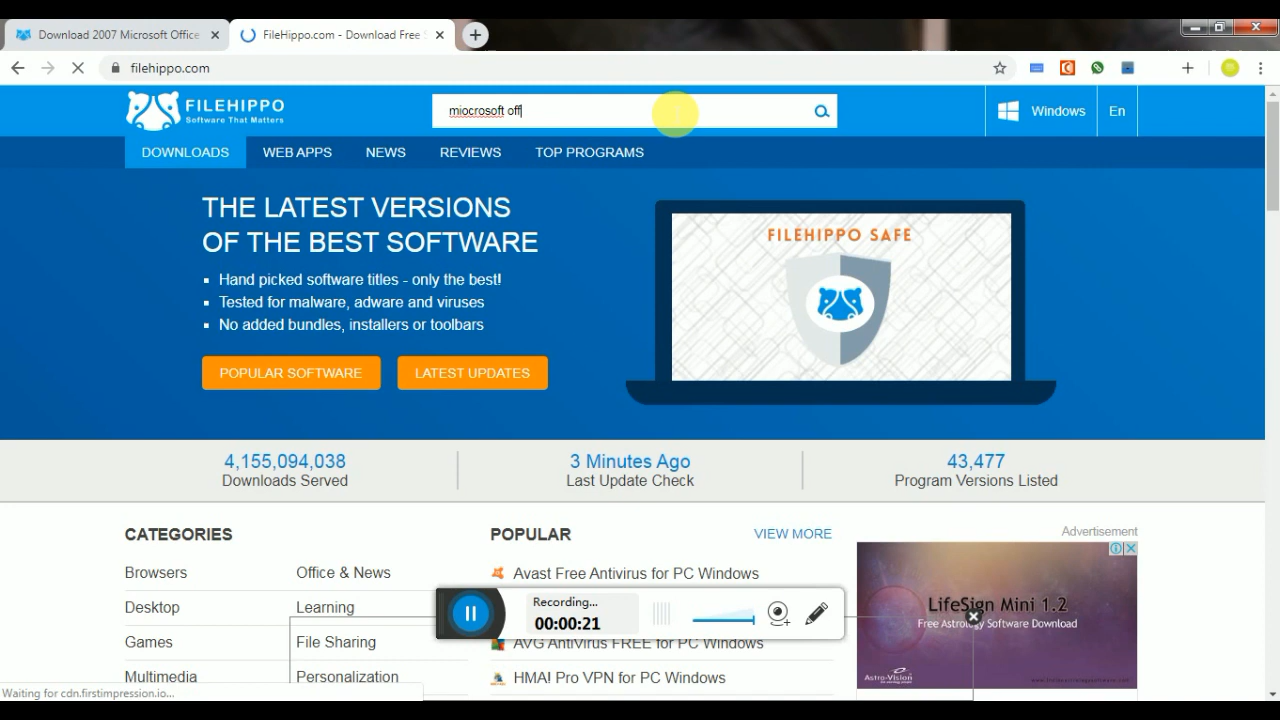 Download 2007 Microsoft Office
FileHippo.com - Download Free S
filehippo.com
FILEHIPPO
Software That Matters
miocrosoft off
Windows
En
DOWNLOADS
WEB APPS
NEWS
REVIEWS
TOP PROGRAMS
THE LATEST VERSIONS
OF THE BEST SOFTWARE
Hand picked software titles - only the best!
Tested for malware, adware and viruses
No added bundles, installers or toolbars
POPULAR SOFTWARE
LATEST UPDATES
FILEHIPPO SAFE
4,155,094,038
Downloads Served
3 Minutes Ago
Last Update Check
43,477
Program Versions Listed
CATEGORIES
Browsers
Office & News
Desktop
Learning
Games
File Sharing
Multimedia
Personalization
POPULAR
VIEW MORE
Avast Free Antivirus for PC Windows
AVG AntiVirus FREE for PC Windows
HMAI Pro VPN for PC Windows
Advertisement
LifeSign Mini 1.2
Free Astrology Software Download
Astro-Vision
Recording...
00:00:21
Waiting for cdn.firstimpression.io...